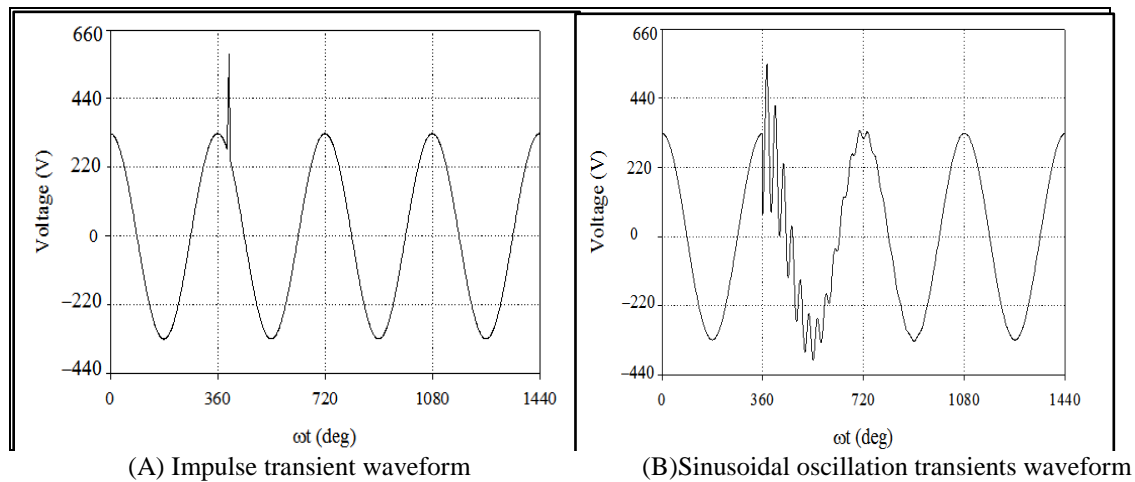 660
440
220
0
−220
−440
Voltage (V)
0 360 720 1080 1440
ωt (deg)
(A) Impulse transient waveform
660
440
220
0
−220
−440
Voltage (V)
0 360 720 1080 1440
ωt (deg)
(B)Sinusoidal oscillation transients waveform